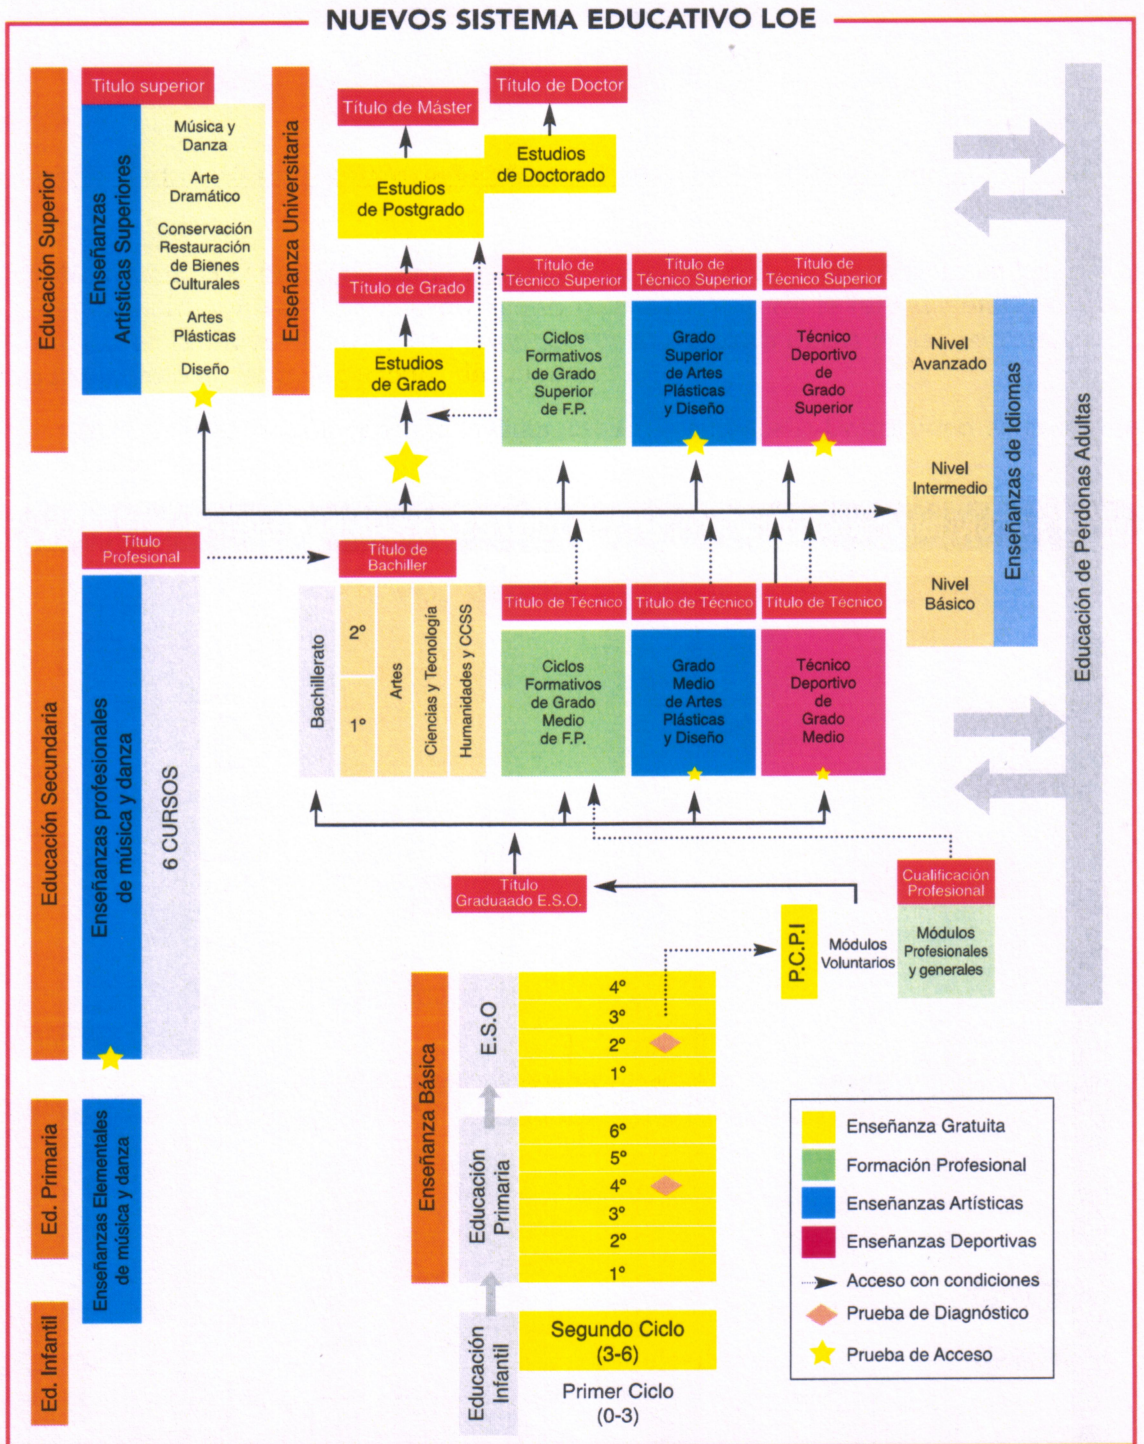 NUEVOS SISTEMA EDUCATIVO LOE
Educación Superior
Titulo superior
Enseñanzas
Artísticas Superiores
Música y
Danza
Arte
Dramático
Conservación
Restauración
de Bienes
Culturales
Artes
Plásticas
Diseño
Enseñanza Universitaria
Título de Máster
Título de Doctor
Estudios
de Postgrado
Estudios
de Doctorado
Título de Grado
Estudios
de Grado
Título de
Técnico Superior
Ciclos
Formativos
de Grado
Superior
de F.P.
Título de
Técnico Superior
Grado
Superior
de Artes
Plásticas
y Diseño
Título de
Técnico Superior
Técnico
Deportivo
de
Grado
Superior
Nivel
Avanzado
Nivel
Intermedio
Nivel
Básico
Enseñanzas de Idiomas
Educación de Perdonas Adultas
Educación Secundaria
Título
Profesional
Enseñanzas profesionales
de música y danza
6 CURSOS
Título de
Bachiller
Bachillerato
2º
1º
Artes
Ciencias y Tecnología
Humanidades y CCSS
Título de Técnico
Ciclos
Formativos
de Grado
Medio
de F.P.
Título de Técnico
Grado
Medio
de Artes
Plásticas
y Diseño
Título de Técnico
Técnico
Deportivo
de
Grado
Medio
Título
Graduaado E.S.O.
Cualificación
Profesional
P.C.P.I
Módulos
Voluntarios
Módulos
Profesionales
y generales
Enseñanza Básica
E.S.O
4º
3º
2º
1º
Educación
Primaria
6º
5º
4º
3º
2º
1º
Educación
Infantil
Segundo Ciclo
(3-6)
Primer Ciclo
(0-3)
Ed. Primaria
Enseñanzas Elementales
de música y danza
Ed. Infantil
Enseñanza Gratuita
Formación Profesional
Enseñanzas Artísticas
Enseñanzas Deportivas
Acceso con condiciones
Prueba de Diagnóstico
Prueba de Acceso